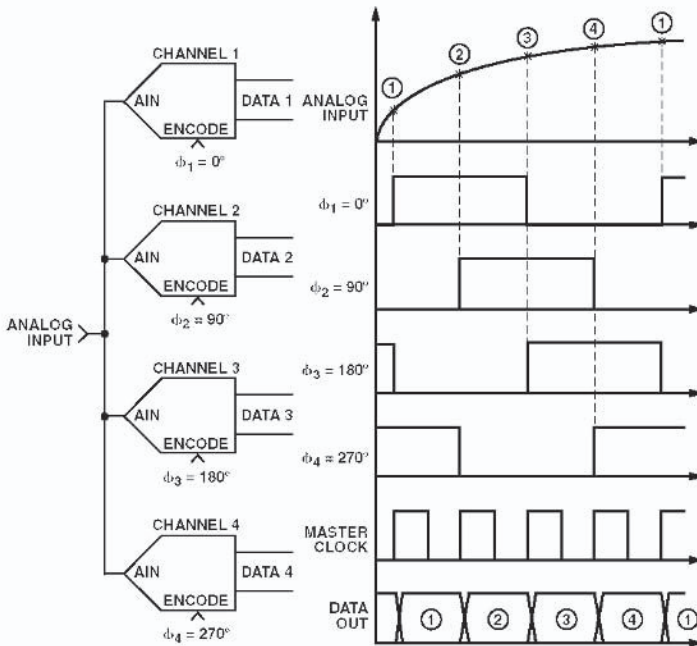 CHANNEL 1
AIN
DATA 1
ENCODE
ϕ1 = 0°
CHANNEL 2
AIN
DATA 2
ENCODE
ϕ2 = 90°
ANALOG
INPUT
CHANNEL 3
AIN
DATA 3
ENCODE
ϕ3 = 180°
CHANNEL 4
AIN
DATA 4
ENCODE
ϕ4 = 270°
1
2
3
4
1
ANALOG
INPUT
ϕ1 = 0°
ϕ2 = 90°
ϕ3 = 180°
ϕ4 = 270°
MASTER
CLOCK
DATA
OUT
1
2
3
4
1